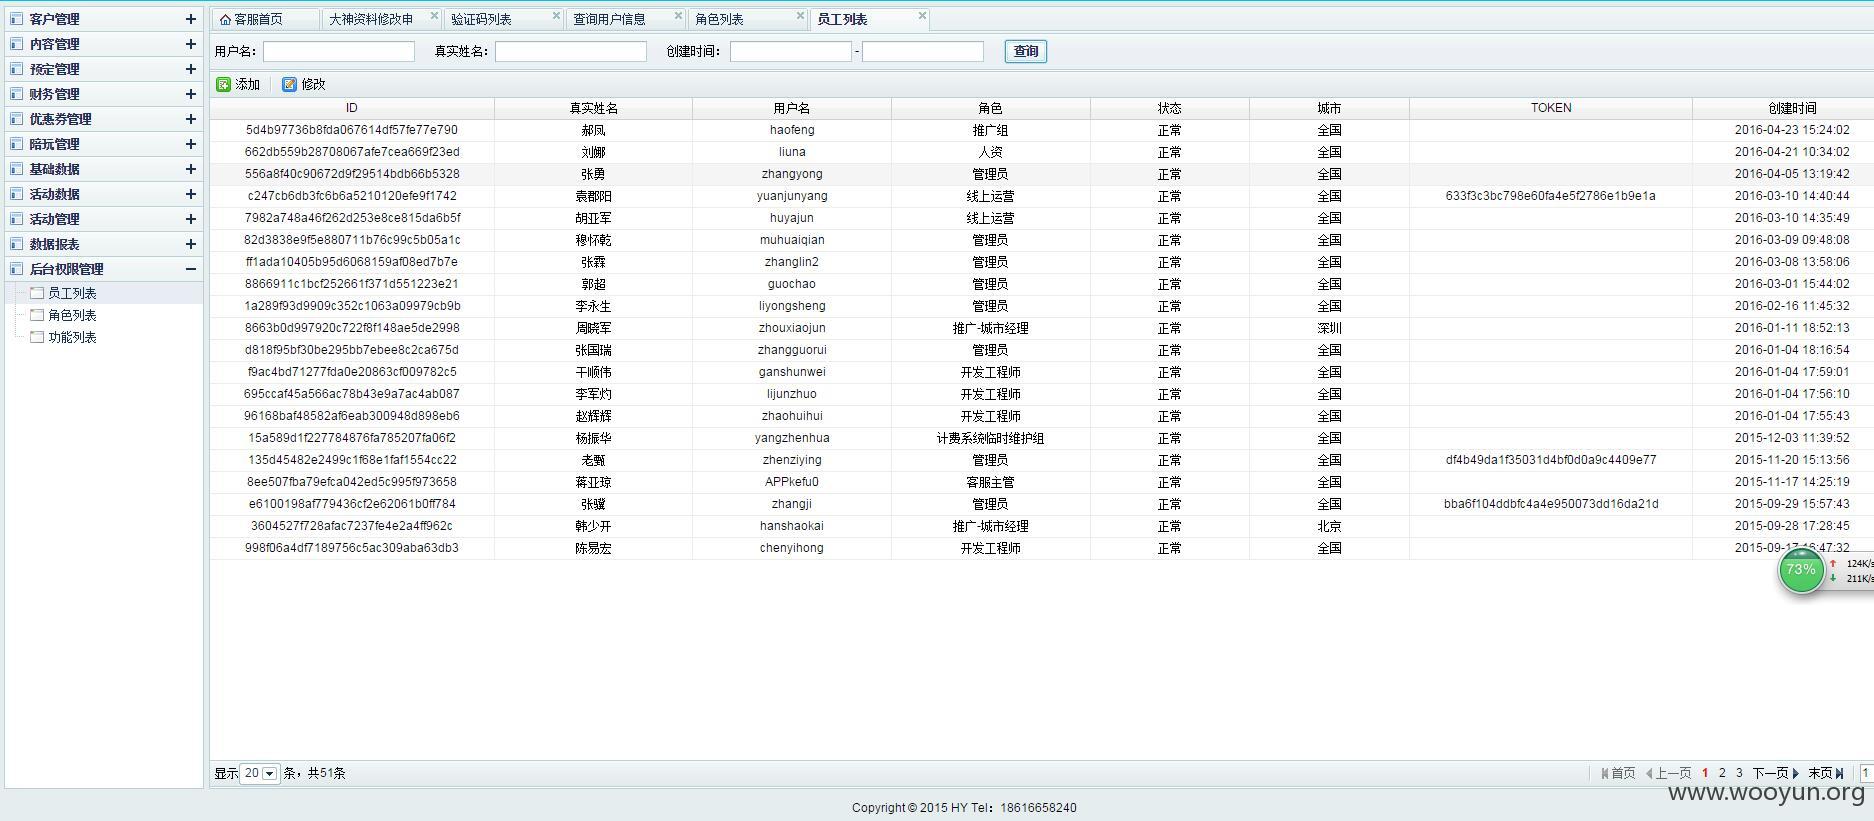 客户管理
内容管理
预定管理
财务管理
优惠券管理
陪玩管理
基础数据
活动数据
活动管理
数据报表
后台权限管理
员工列表
角色列表
功能列表
客服首页 大神资料修改申 验证码列表 查询用户信息 角色列表 员工列表
用户名: 真实姓名: 创建时间: - 查询
添加 修改
ID 真实姓名 用户名 角色 状态 城市 TOKEN 创建时间
5d4b97736b8fda067614df57fe77e790 郝凤 haofeng 推广组 正常 全国 2016-04-23 15:24:02
662db559b28708067afe7cea669f23ed 刘娜 liuna 人资 正常 全国 2016-04-21 10:34:02
556a8f40c90672d9f29514bdb66b5328 张勇 zhangyong 管理员 正常 全国 2016-04-05 13:19:42
c247cb6db3fc6b6a5210120efe9f1742 袁郡阳 yuanjunyang 线上运营 正常 全国 633f3c3bc798e60fa4e5f2786e1b9e1a 2016-03-10 14:40:44
7982a748a46f262d253e8ce815da6b5f 胡亚军 huyajun 线上运营 正常 全国 2016-03-10 14:35:49
82d3838e9f5e880711b76c99c5b05a1c 穆怀乾 muhuaiqian 管理员 正常 全国 2016-03-09 09:48:08
ff1ada10405b95d6068159af08ed7b7e 张霖 zhanglin2 管理员 正常 全国 2016-03-08 13:58:06
8866911c1bcf252661f371d551223e21 郭超 guochao 管理员 正常 全国 2016-03-01 15:44:02
1a289f93d9909c352c1063a09979cb9b 李永生 liyongsheng 管理员 正常 全国 2016-02-16 11:45:32
8663b0d997920c722f8f148ae5de2998 周晓军 zhouxiaojun 推广-城市经理 正常 深圳 2016-01-11 18:52:13
d818f95bf30be295bb7ebee8c2ca675d 张国瑞 zhangguorui 管理员 正常 全国 2016-01-04 18:16:54
f9ac4bd71277fda0e20863cf009782c5 干顺伟 ganshunwei 开发工程师 正常 全国 2016-01-04 17:59:01
695ccaf45a566ac78b43e9a7ac4ab087 李军灼 lijunzhuo 开发工程师 正常 全国 2016-01-04 17:56:10
96168baf48582af6eab300948d898eb6 赵辉辉 zhaohuihui 开发工程师 正常 全国 2016-01-04 17:55:43
15a589d1f227784876fa785207fa06f2 杨振华 yangzhenhua 计费系统临时维护组 正常 全国 2015-12-03 11:39:52
135d45482e2499c1f68e1faf1554cc22 老甄 zhenziying 管理员 正常 全国 df4b49da1f35031d4bf0d0a9c4409e77 2015-11-20 15:13:56
8ee507fba79efca042ed5c995f973658 蒋亚琼 APPkefu0 客服主管 正常 全国 2015-11-17 14:25:19
e6100198af779436cf2e62061b0ff784 张骥 zhangji 管理员 正常 全国 bba6f104ddbfc4a4e950073dd16da21d 2015-09-29 15:57:43
3604527f728afac7237fe4e2a4ff962c 韩少开 hanshaokai 推广-城市经理 正常 北京 2015-09-28 17:28:45
998f06a4df7189756c5ac309aba63db3 陈易宏 chenyihong 开发工程师 正常 全国 2015-09-17 16:47:32
73% 124K/s
211K/s
显示 20 条，共51条 首页 上一页 1 2 3 下一页 末页 1
www.wooyun.org
Copyright © 2015 HY Tel：18616658240